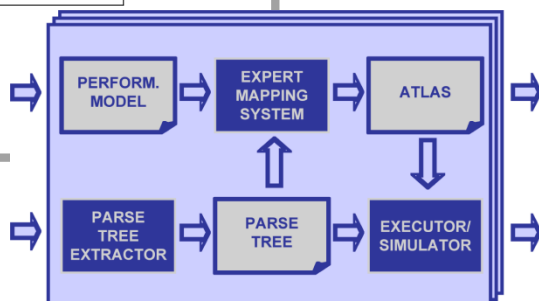 PERFORM.
MODEL
EXPERT
MAPPING
SYSTEM
ATLAS
PARSE
TREE
EXTRACTOR
PARSE
TREE
EXECUTOR/
SIMULATOR